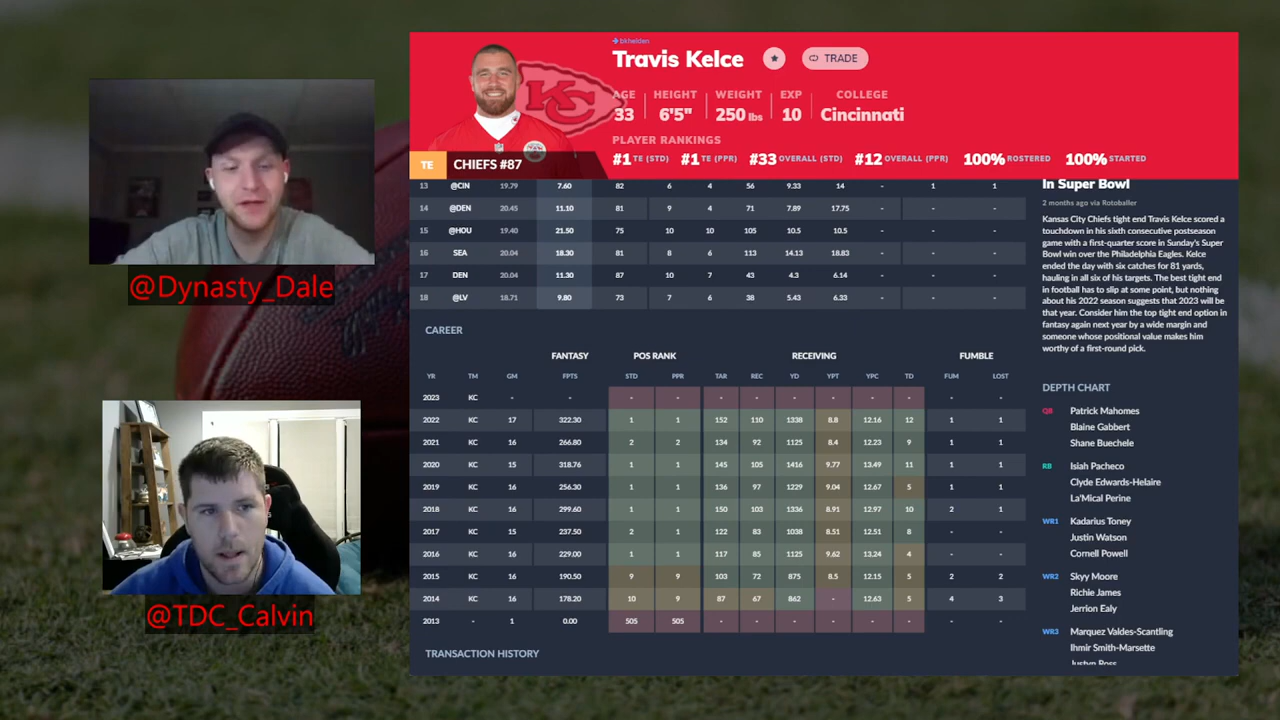 @Dynasty_Dale
@TDC_Calvin
bkhelden
Travis Kelce
TRADE
AGE HEIGHT WEIGHT EXP COLLEGE
33 6'5" 250 lbs 10 Cincinnati
PLAYER RANKINGS
#1 TE (STD) #1 TE (PPR) #33 OVERALL (STD) #12 OVERALL (PPR) 100% ROSTERED 100% STARTED
KC
TE CHIEFS #87
13 @CIN 19.79 7.60 82 6 4 56 9.33 14 - 1 1
14 @DEN 20.45 11.10 81 9 4 71 7.89 17.75 - - -
15 @HOU 19.40 21.50 75 10 10 105 10.5 10.5 - - -
16 SEA 20.04 18.30 81 8 6 113 14.13 18.83 - - -
17 DEN 20.04 11.30 87 10 7 43 4.3 6.14 - - -
18 @LV 18.71 9.80 73 7 6 38 5.43 6.33 - - -
CAREER
FANTASY POS RANK RECEIVING FUMBLE
YR TM GM FPTS STD PPR TAR REC YD YPT YPC TD FUM LOST
2023 KC - - - - - - - - - - - -
2022 KC 17 322.30 1 1 152 110 1338 8.8 12.16 12 1 1
2021 KC 16 266.80 2 2 134 92 1125 8.4 12.23 9 1 1
2020 KC 15 318.76 1 1 145 105 1416 9.77 13.49 11 1 1
2019 KC 16 256.30 1 1 136 97 1229 9.04 12.67 5 1 1
2018 KC 16 299.60 1 1 150 103 1336 8.91 12.97 10 2 1
2017 KC 15 237.50 2 1 122 83 1038 8.51 12.51 8 - -
2016 KC 16 229.00 1 1 117 85 1125 9.62 13.24 4 - -
2015 KC 16 190.50 9 9 103 72 875 8.5 12.15 5 2 2
2014 KC 16 178.20 10 9 87 67 862 - 12.63 5 4 3
2013 - 1 0.00 505 505 - - - - - - - -
TRANSACTION HISTORY
In Super Bowl
2 months ago via Rotoballer
Kansas City Chiefs tight end Travis Kelce scored a
touchdown in his sixth consecutive postseason
game with a first-quarter score in Sunday's Super
Bowl win over the Philadelphia Eagles. Kelce
ended the day with six catches for 81 yards,
hauling in all six of his targets. The best tight end
in football has to slip at some point, but nothing
about his 2022 season suggests that 2023 will be
that year. Consider him the top tight end option in
fantasy again next year by a wide margin and
someone whose positional value makes him
worthy of a first-round pick.
DEPTH CHART
QB Patrick Mahomes
Blaine Gabbert
Shane Buechele
RB Isiah Pacheco
Clyde Edwards-Helaire
La'Mical Perine
WR1 Kadarius Toney
Justin Watson
Cornell Powell
WR2 Skyy Moore
Richie James
Jerrion Ealy
WR3 Marquez Valdes-Scantling
Ihmir Smith-Marsette
Justyn Ross